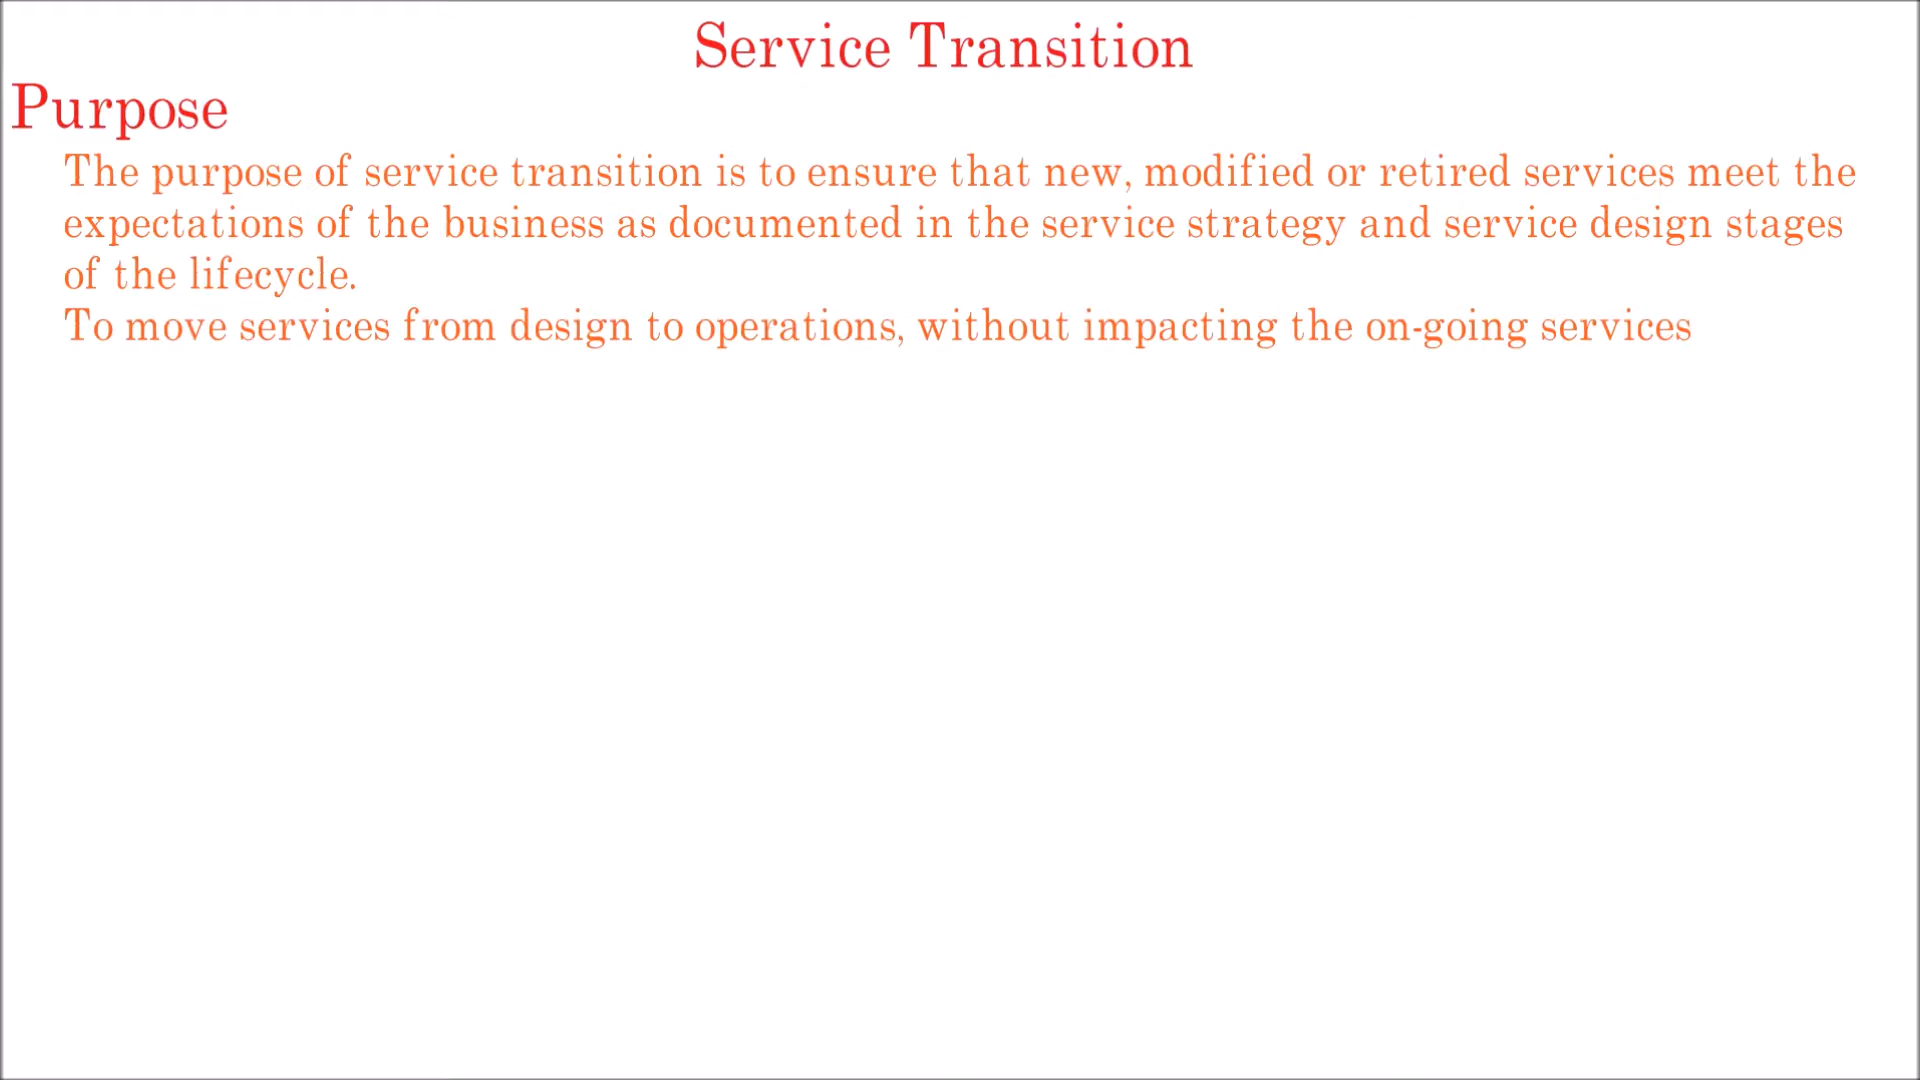 Service Transition
Purpose
The purpose of service transition is to ensure that new, modified or retired services meet the
expectations of the business as documented in the service strategy and service design stages
of the lifecycle.
To move services from design to operations, without impacting the on-going services